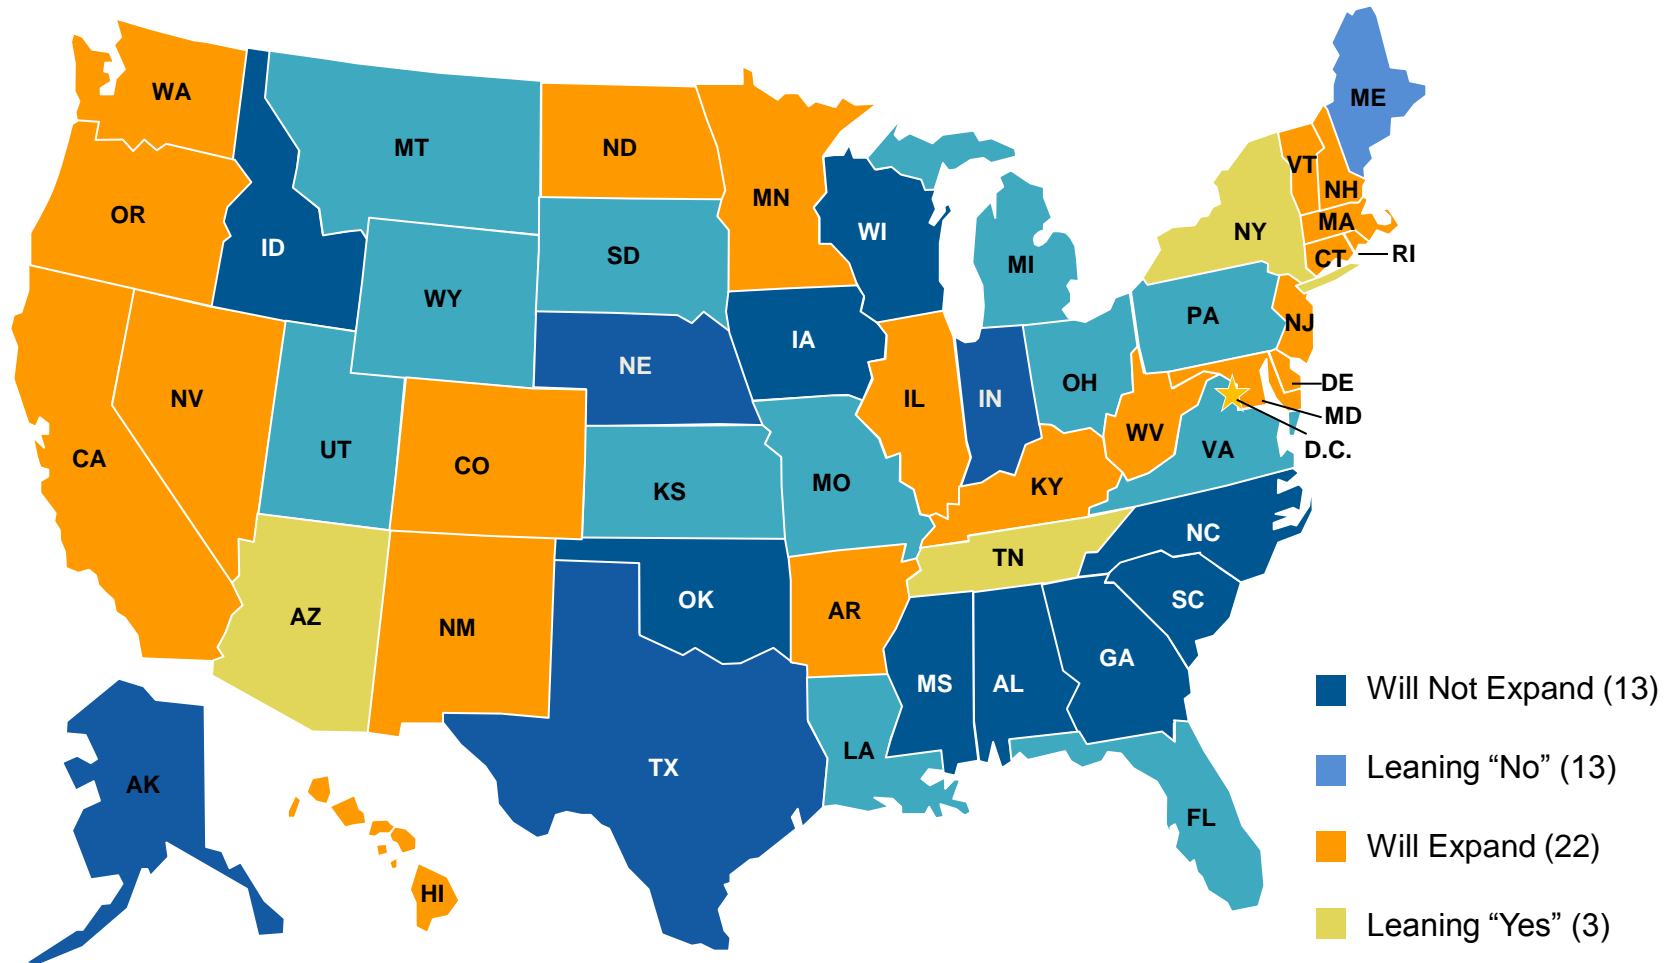 WA
MT
ND
MN
ME
VT
NH
OR
ID
SD
WI
MI
NY
MA
CT
RI
WY
PA
NJ
NE
IA
OH
DE
NV
IL
IN
MD
CA
UT
CO
KS
MO
WV
VA
D.C.
KY
NC
TN
AZ
NM
OK
AR
SC
MS
AL
GA
Will Not Expand (13)
TX
LA
Leaning “No” (13)
AK
FL
Will Expand (22)
HI
Leaning “Yes” (3)